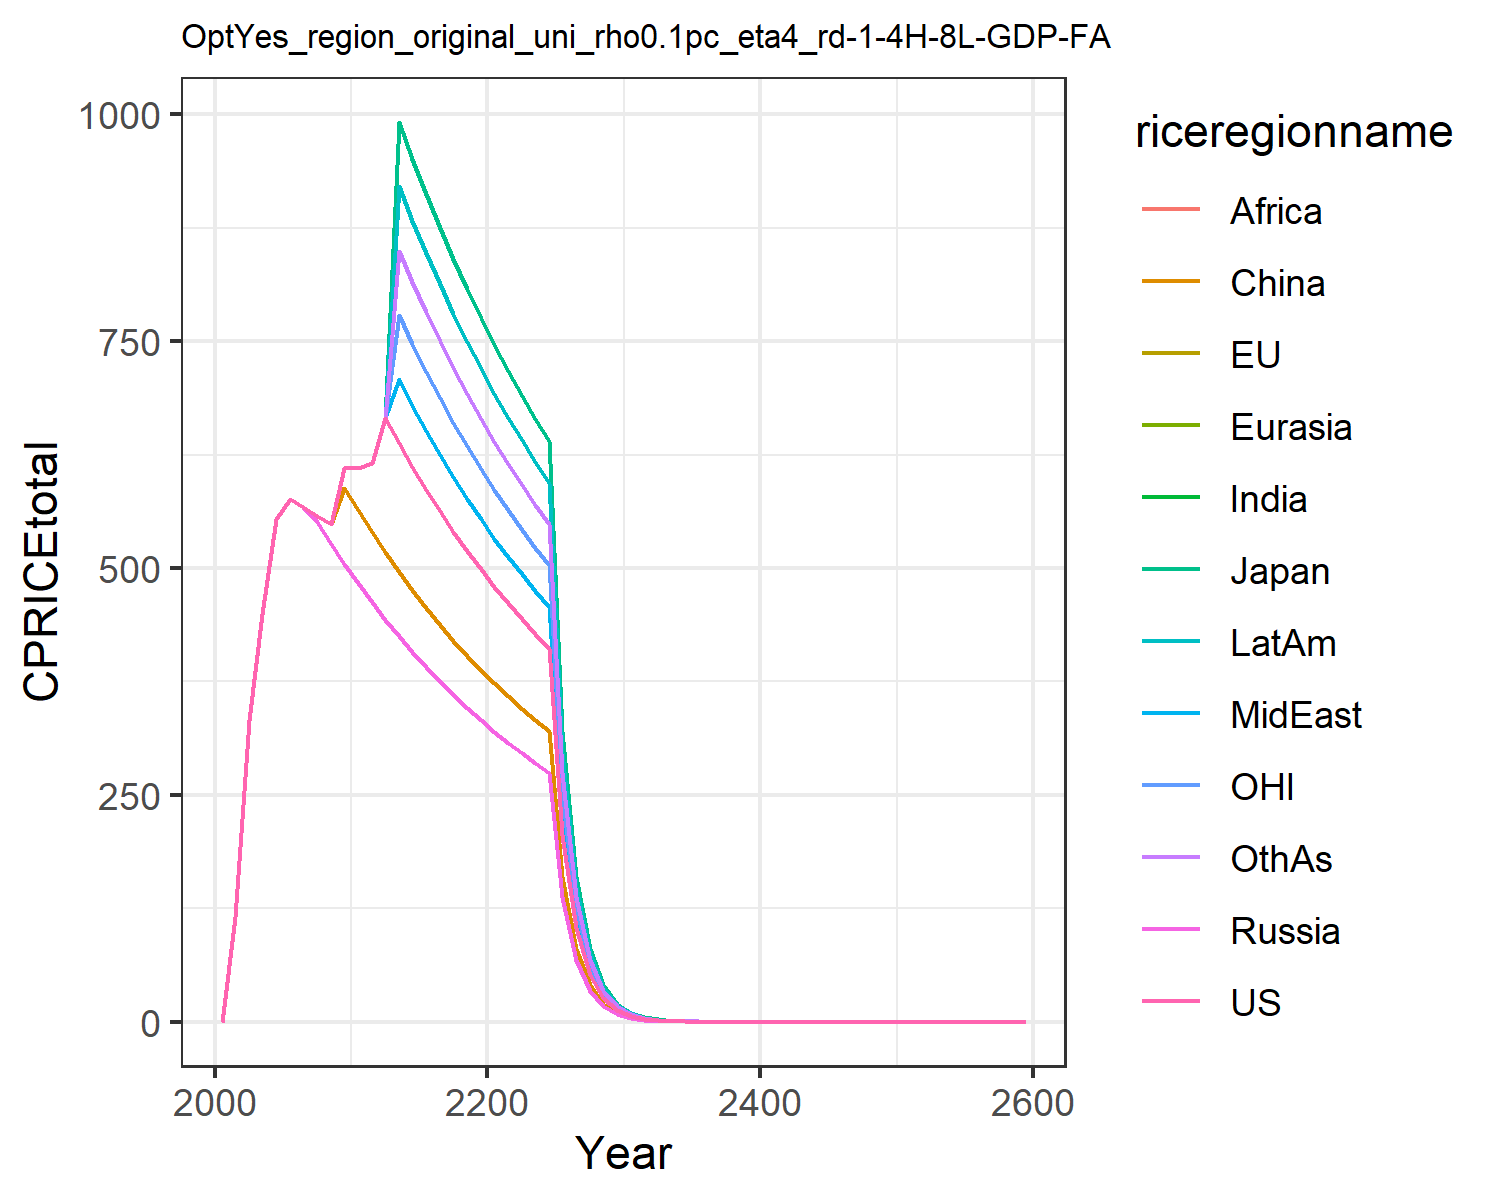 OptYes_region_original_uni_rho0.1pc_eta4_rd-1-4H-8L-GDP-FA
1000
750
500
250
0
CPRICEtotal
2000 2200 2400 2600
Year
riceregionname
Africa
China
EU
Eurasia
India
Japan
LatAm
MidEast
OHI
OthAs
Russia
US